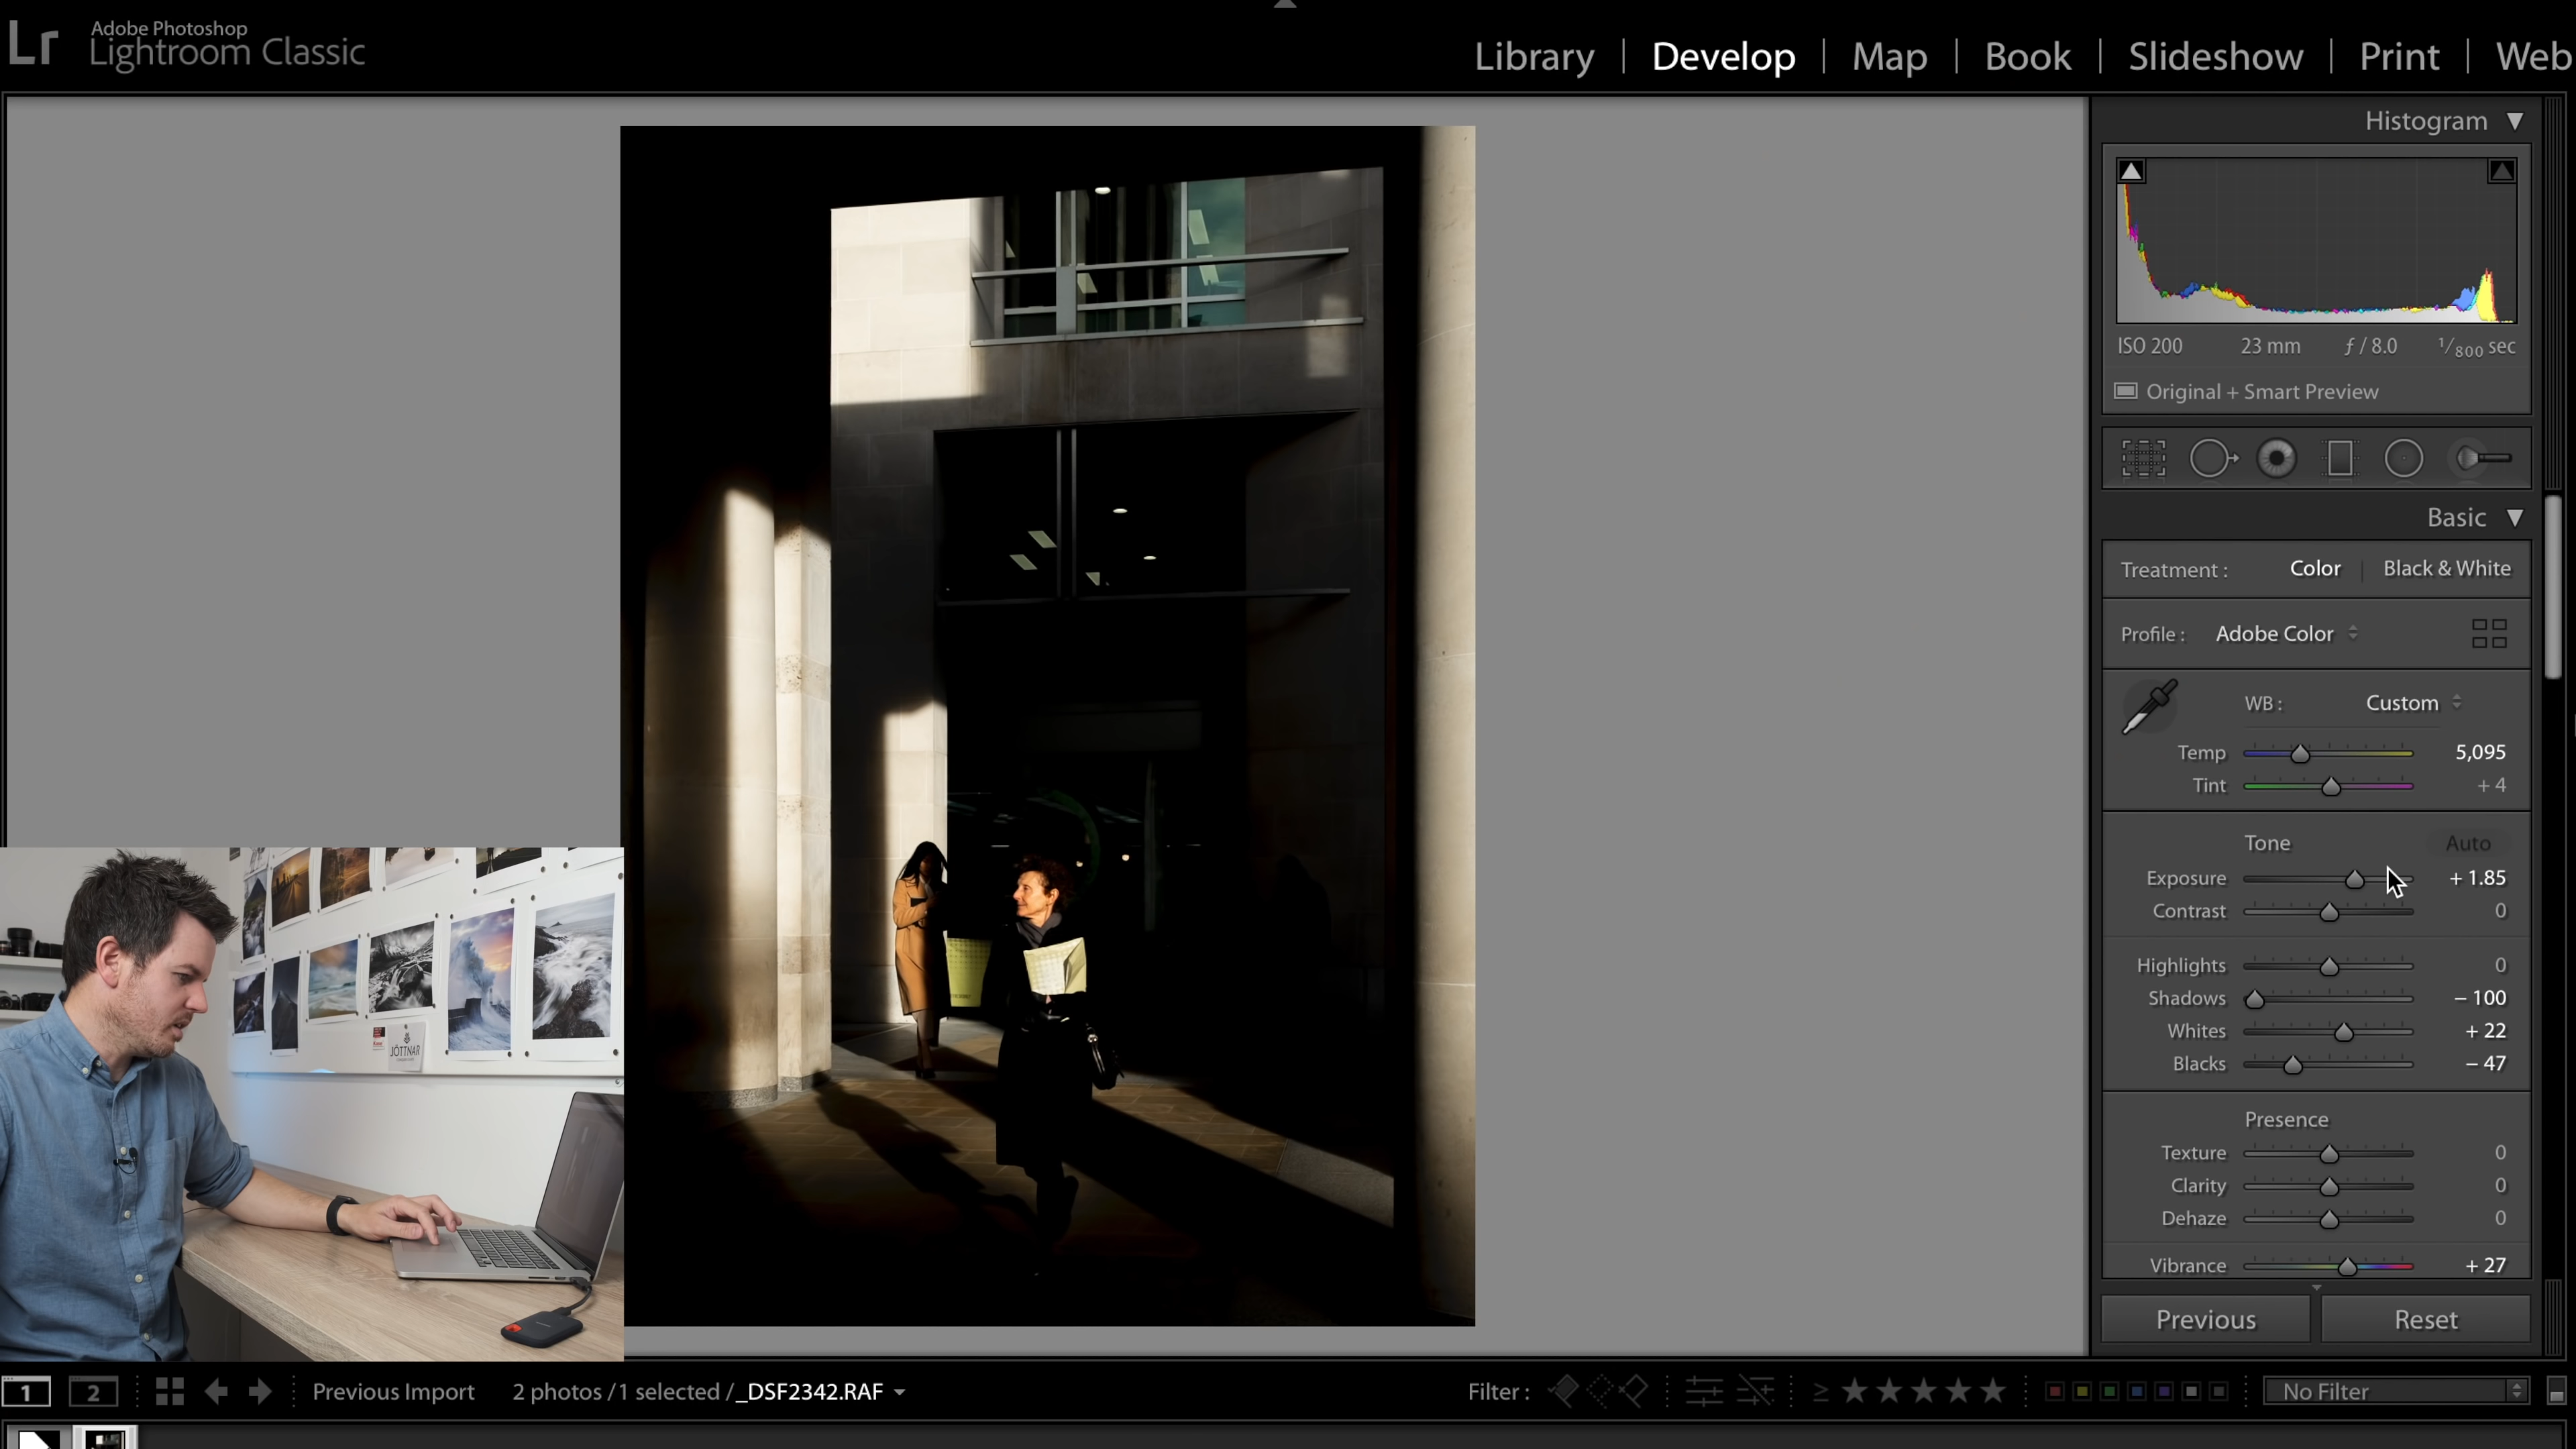 Lr Adobe Photoshop
Lightroom Classic
Library | Develop | Map | Book | Slideshow | Print | Web
Histogram
ISO 200 23 mm ƒ / 8.0 1/800 sec
Original + Smart Preview
Basic
Treatment : Color | Black & White
Profile : Adobe Color
WB : Custom
Temp 5,095
Tint + 4
Tone Auto
Exposure + 1.85
Contrast 0
Highlights 0
Shadows – 100
Whites + 22
Blacks – 47
Presence
Texture 0
Clarity 0
Dehaze 0
Vibrance + 27
Previous Reset
JÖTTNAR
1 2 Previous Import 2 photos / 1 selected / _DSF2342.RAF Filter : ≥ ★★★★★ No Filter